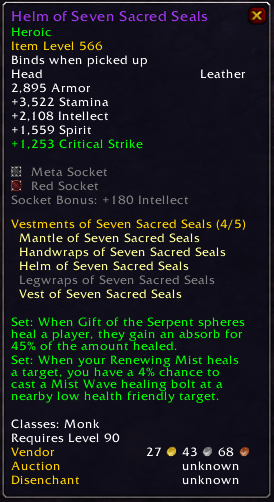 Helm of Seven Sacred Seals
Heroic
Item Level 566
Binds when picked up
Head Leather
2,895 Armor
+3,522 Stamina
+2,108 Intellect
+1,559 Spirit
+1,253 Critical Strike
Meta Socket
Red Socket
Socket Bonus: +180 Intellect
Vestments of Seven Sacred Seals (4/5)
Mantle of Seven Sacred Seals
Handwraps of Seven Sacred Seals
Helm of Seven Sacred Seals
Legwraps of Seven Sacred Seals
Vest of Seven Sacred Seals
Set: When Gift of the Serpent spheres
heal a player, they gain an absorb for
45% of the amount healed.
Set: When your Renewing Mist heals
a target, you have a 4% chance to
cast a Mist Wave healing bolt at a
nearby low health friendly target.
Classes: Monk
Requires Level 90
Vendor 27 43 68
Auction unknown
Disenchant unknown